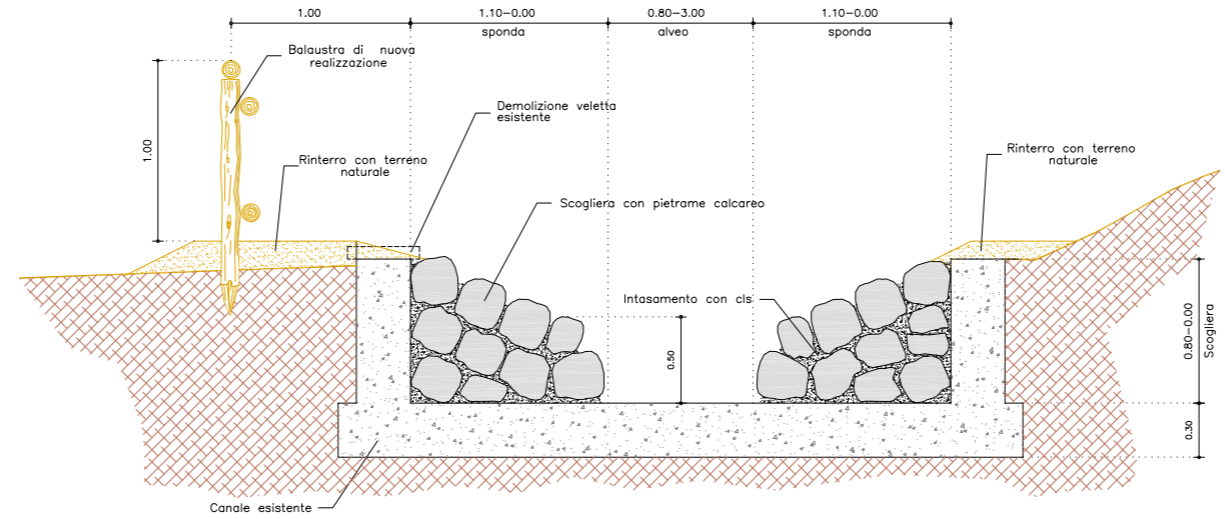 1.00
1.10-0.00
0.80-3.00
1.10-0.00
sponda
alveo
sponda
Balaustra di nuova
realizzazione
Demolizione veletta
esistente
1.00
Rinterro con terreno
naturale
Rinterro con terreno
naturale
Scogliera con pietrame calcareo
Intasamento con cls
0.50
0.80-0.00
Scogliera
0.30
Canale esistente